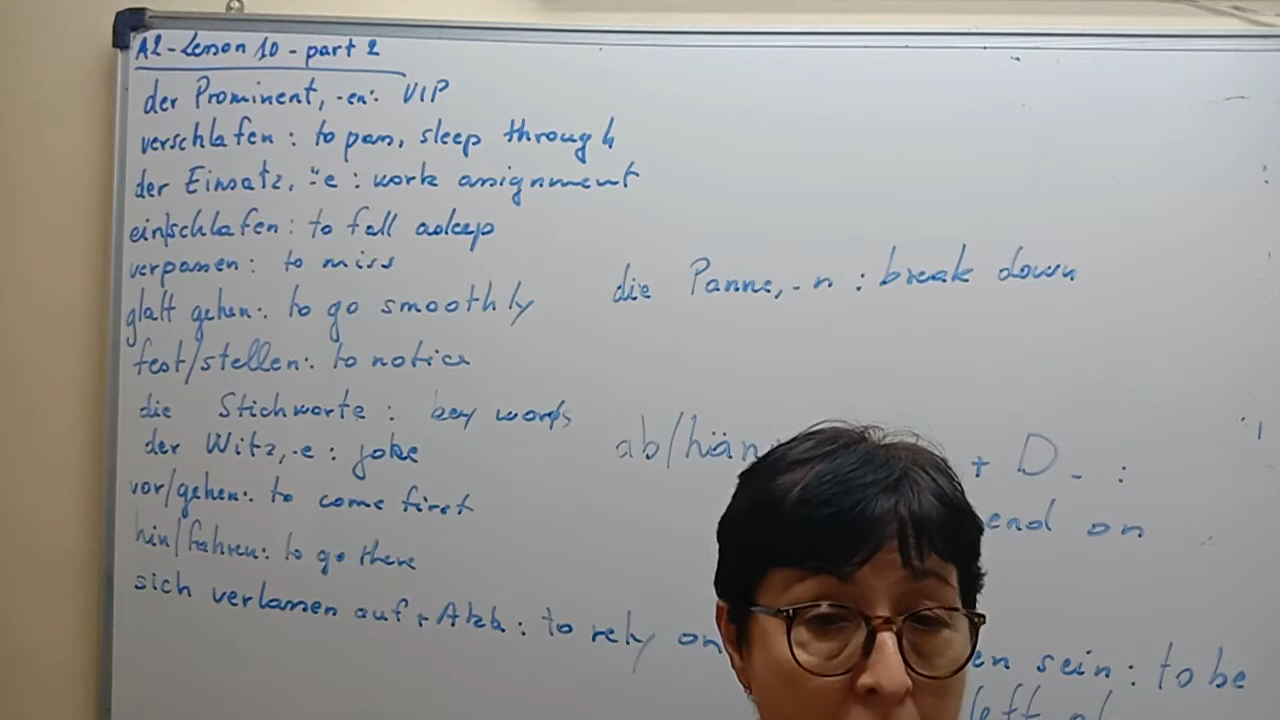 A2-Lesson 10 - part 2
der Prominent, -en: VIP
verschlafen : to pass, sleep through
der Einsatz, ⸚e : work assignment
ein/schlafen : to fall asleep
verpassen : to miss
die Panne, -n : break down
glatt gehen : to go smoothly
fest/stellen : to notice
die Stichworte : key words
ab/hän + D. :
der Witz, -e : joke
vor/gehen : to come first
end on
hin/fahren : to go there
sich verlassen auf + Akk : to rely on
en sein : to be
left